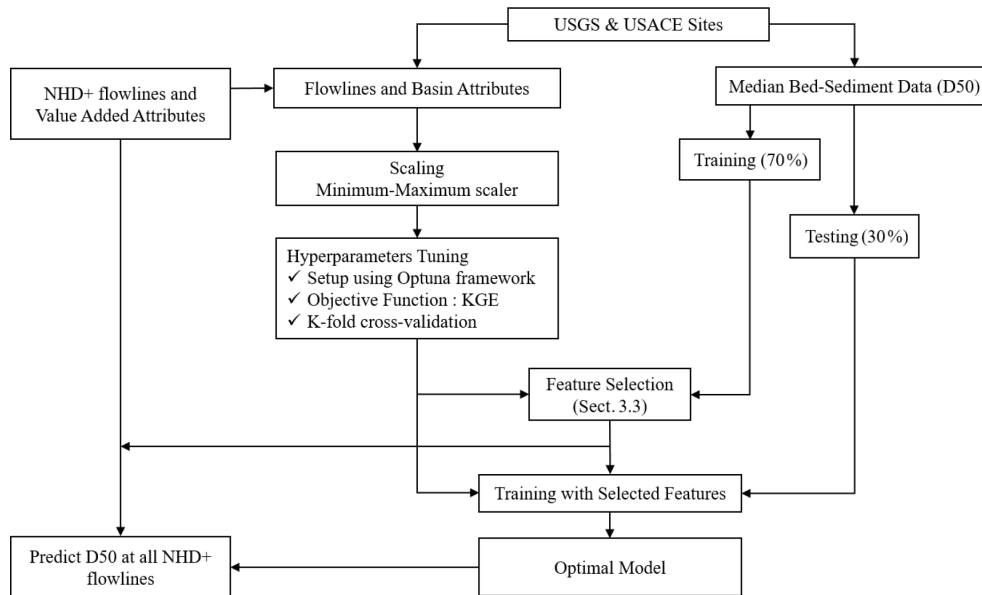 USGS & USACE Sites
NHD+ flowlines and
Value Added Attributes
Flowlines and Basin Attributes
Median Bed-Sediment Data (D50)
Training (70%)
Scaling
Minimum-Maximum scaler
Testing (30%)
Hyperparameters Tuning
✓ Setup using Optuna framework
✓ Objective Function : KGE
✓ K-fold cross-validation
Feature Selection
(Sect. 3.3)
Training with Selected Features
Predict D50 at all NHD+
flowlines
Optimal Model